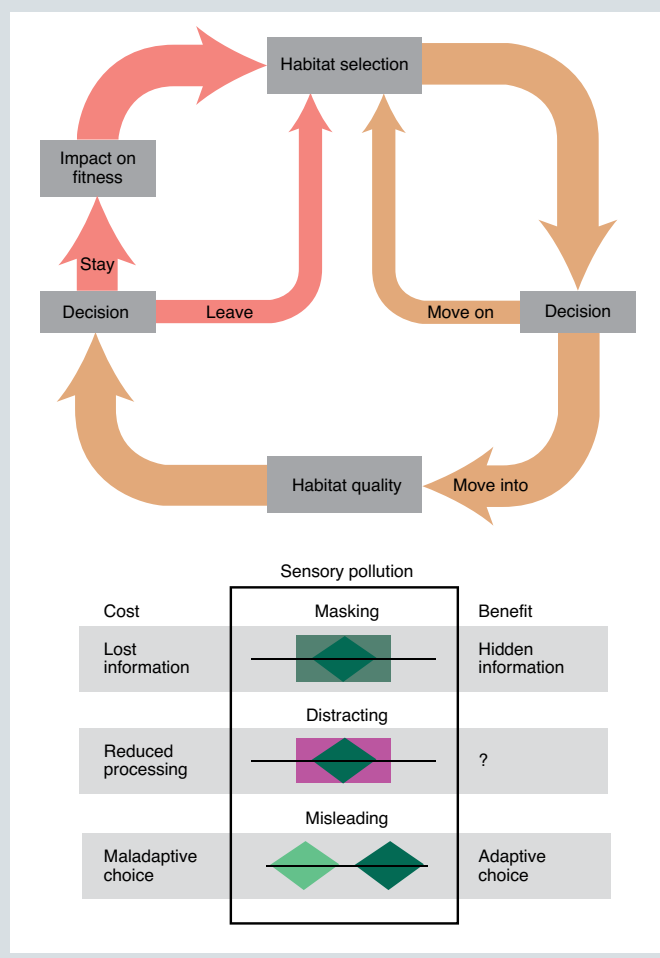 Habitat selection
Impact on
fitness
Stay
Decision
Leave
Move on
Decision
Habitat quality
Move into
Sensory pollution
Cost
Masking
Benefit
Lost
information
Hidden
information
Distracting
Reduced
processing
?
Misleading
Maladaptive
choice
Adaptive
choice